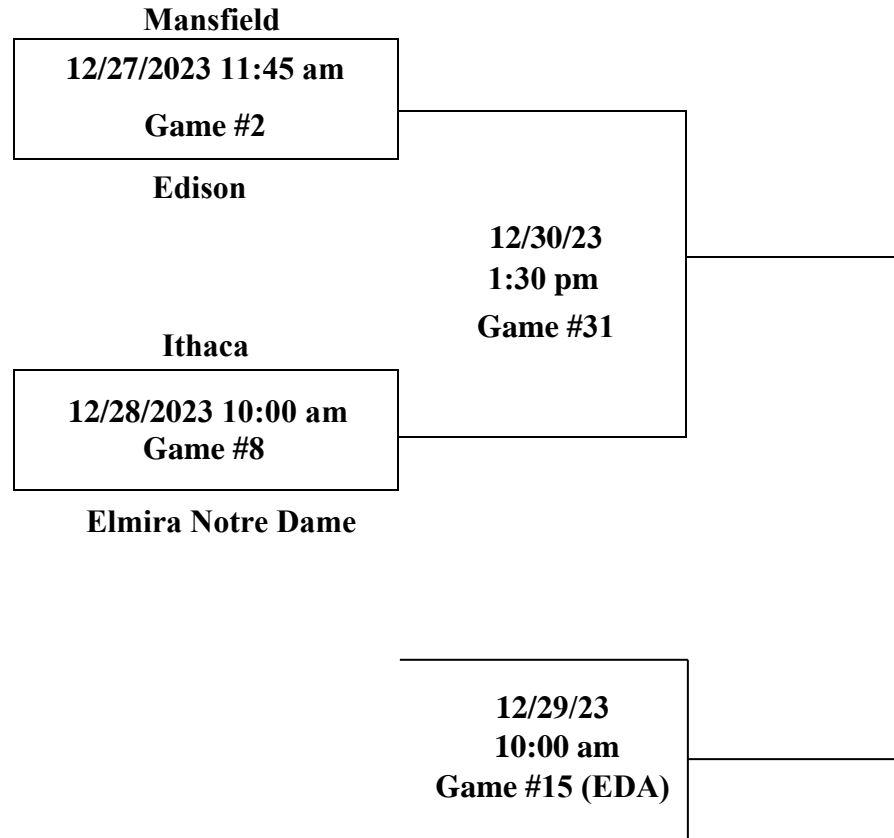 Mansfield
12/27/2023 11:45 am
Game #2
Edison
12/30/23
1:30 pm
Game #31
Ithaca
12/28/2023 10:00 am
Game #8
Elmira Notre Dame
12/29/23
10:00 am
Game #15 (EDA)